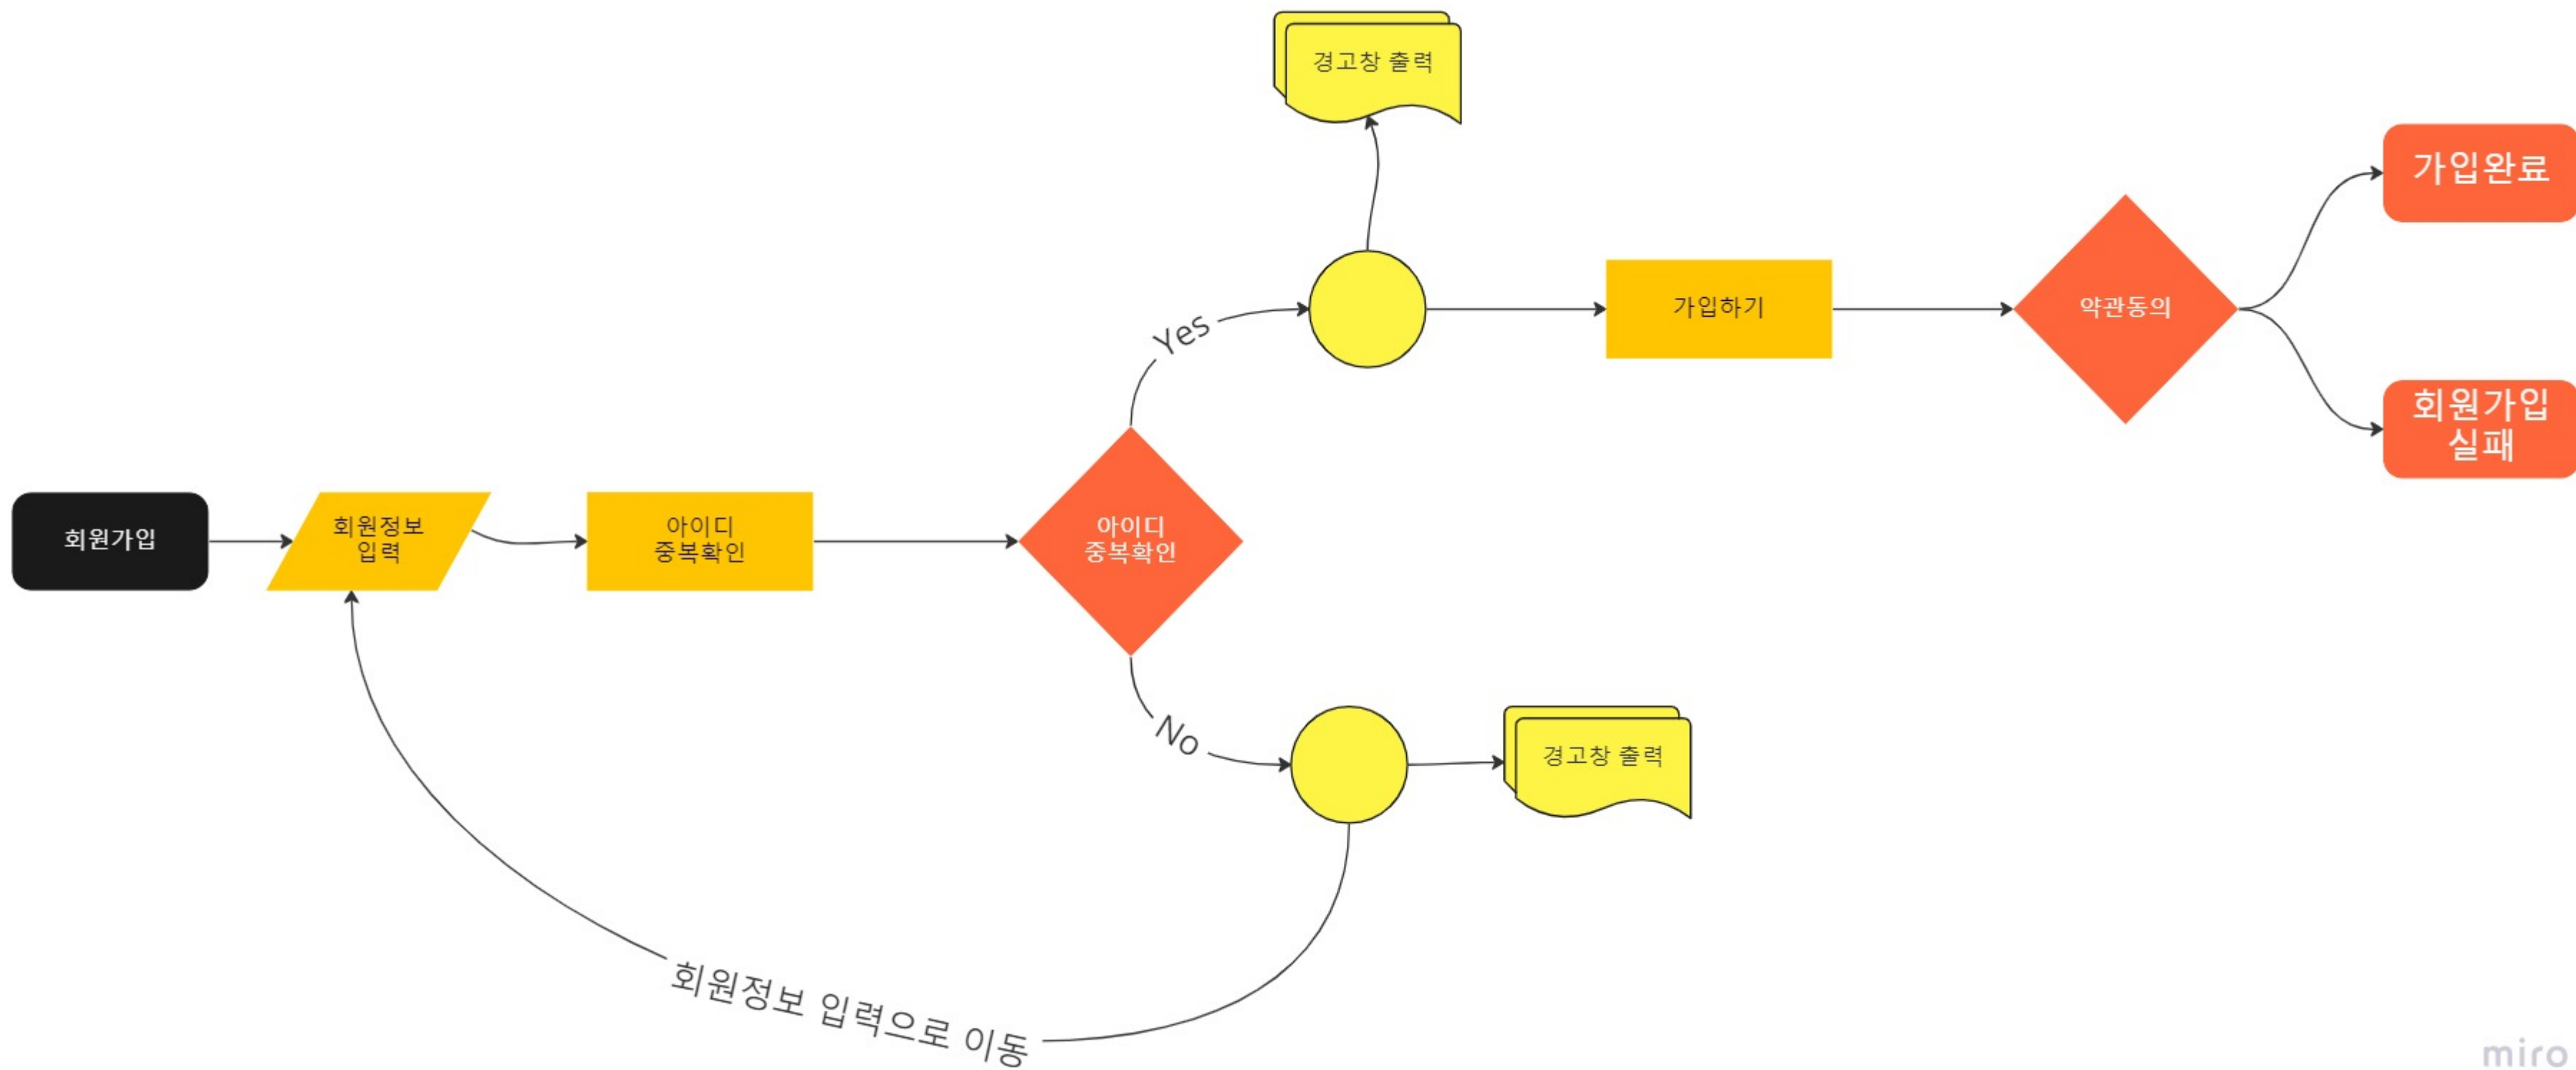 경고창 출력
가입완료
Yes
가입하기
약관동의
회원가입
실패
회원가입
회원정보
입력
아이디
중복확인
아이디
중복확인
No
경고창 출력
회원정보 입력으로 이동
miro